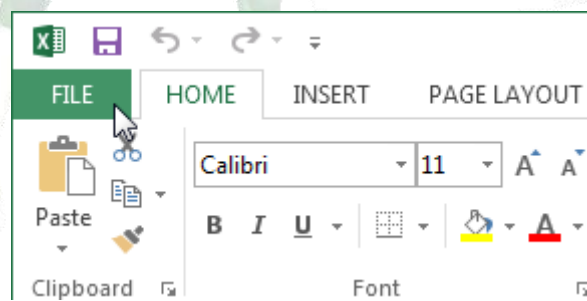 FILE HOME INSERT PAGE LAYOUT
Calibri 11 A A
Paste B I U A
Clipboard Font